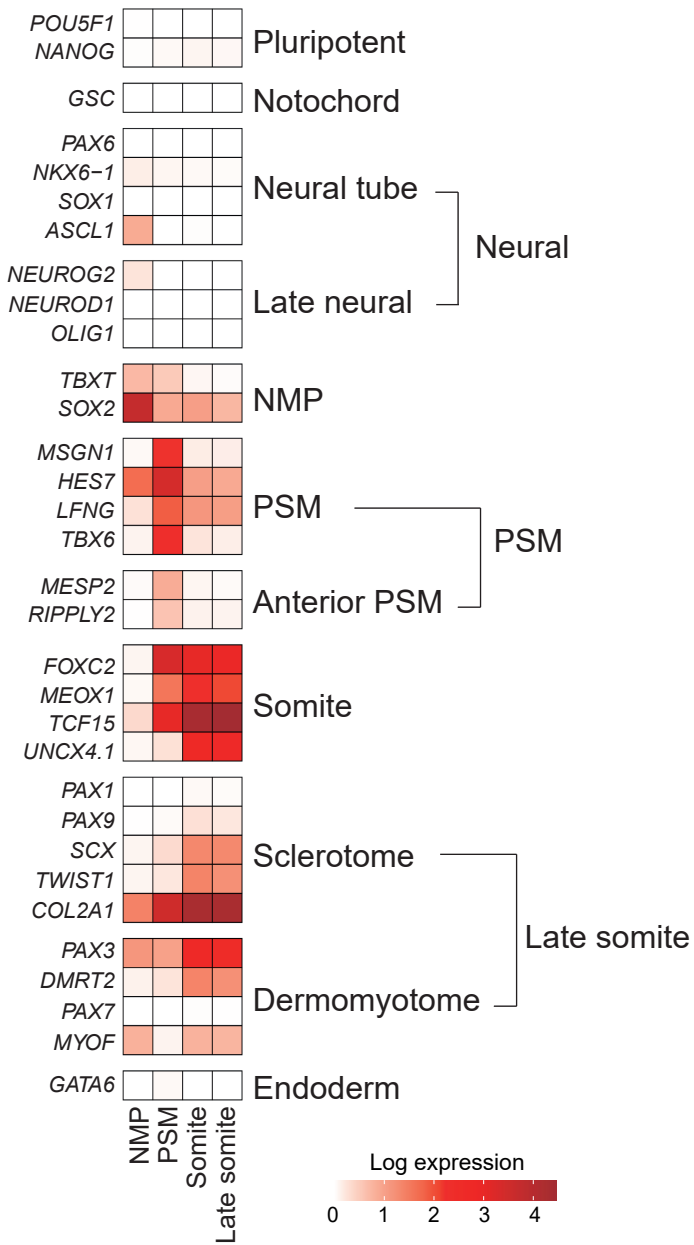 POU5F1
NANOG
Pluripotent
GSC
Notochord
PAX6
NKX6−1
SOX1
ASCL1
Neural tube
NEUROG2
NEUROD1
OLIG1
Late neural
Neural
TBXT
SOX2
NMP
MSGN1
HES7
LFNG
TBX6
PSM
MESP2
RIPPLY2
Anterior PSM
PSM
FOXC2
MEOX1
TCF15
UNCX4.1
Somite
PAX1
PAX9
SCX
TWIST1
COL2A1
Sclerotome
PAX3
DMRT2
PAX7
MYOF
Dermomyotome
Late somite
GATA6
Endoderm
NMP
PSM
Somite
Late somite
Log expression
0 1 2 3 4